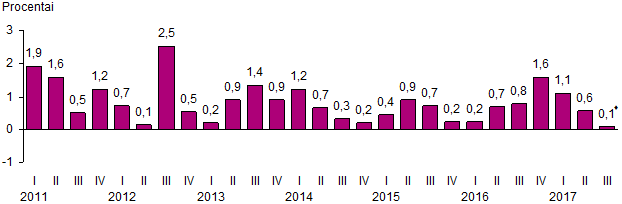 Procentai
3
2
1
0
-1
1,9 1,6 0,5 1,2 0,7 0,1 2,5 0,5 0,2 0,9 1,4 0,9 1,2 0,7 0,3 0,2 0,4 0,9 0,7 0,2 0,2 0,7 0,8 1,6 1,1 0,6 0,1*
I II III IV I II III IV I II III IV I II III IV I II III IV I II III IV I II III
2011 2012 2013 2014 2015 2016 2017